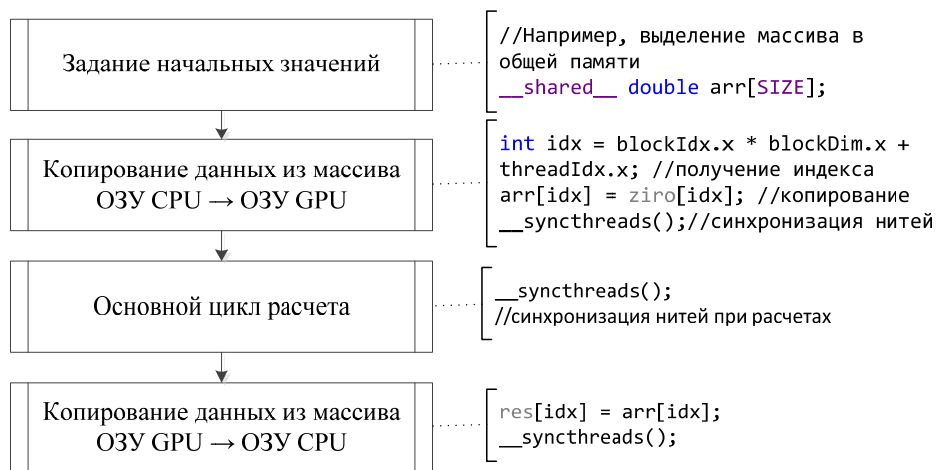 Задание начальных значений
//Например, выделение массива в
общей памяти
__shared__ double arr[SIZE];
Копирование данных из массива
ОЗУ CPU → ОЗУ GPU
int idx = blockIdx.x * blockDim.x +
threadIdx.x; //получение индекса
arr[idx] = ziro[idx]; //копирование
__syncthreads();//синхронизация нитей
Основной цикл расчета
__syncthreads();
//синхронизация нитей при расчетах
Копирование данных из массива
ОЗУ GPU → ОЗУ CPU
res[idx] = arr[idx];
__syncthreads();